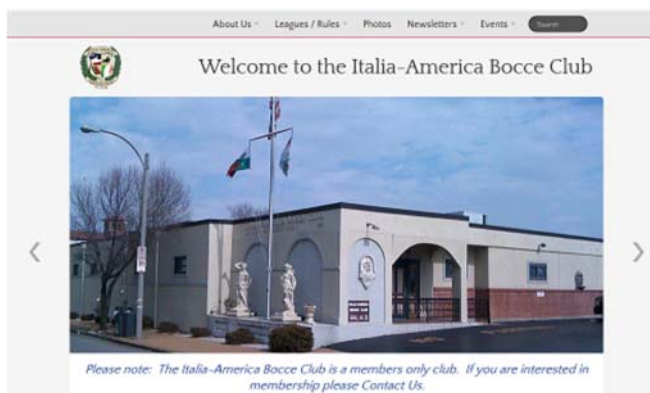 About Us Leagues / Rules Photos Newsletters Events Search
Welcome to the Italia-America Bocce Club
Please note: The Italia-America Bocce Club is a members only club. If you are interested in
membership please Contact Us.